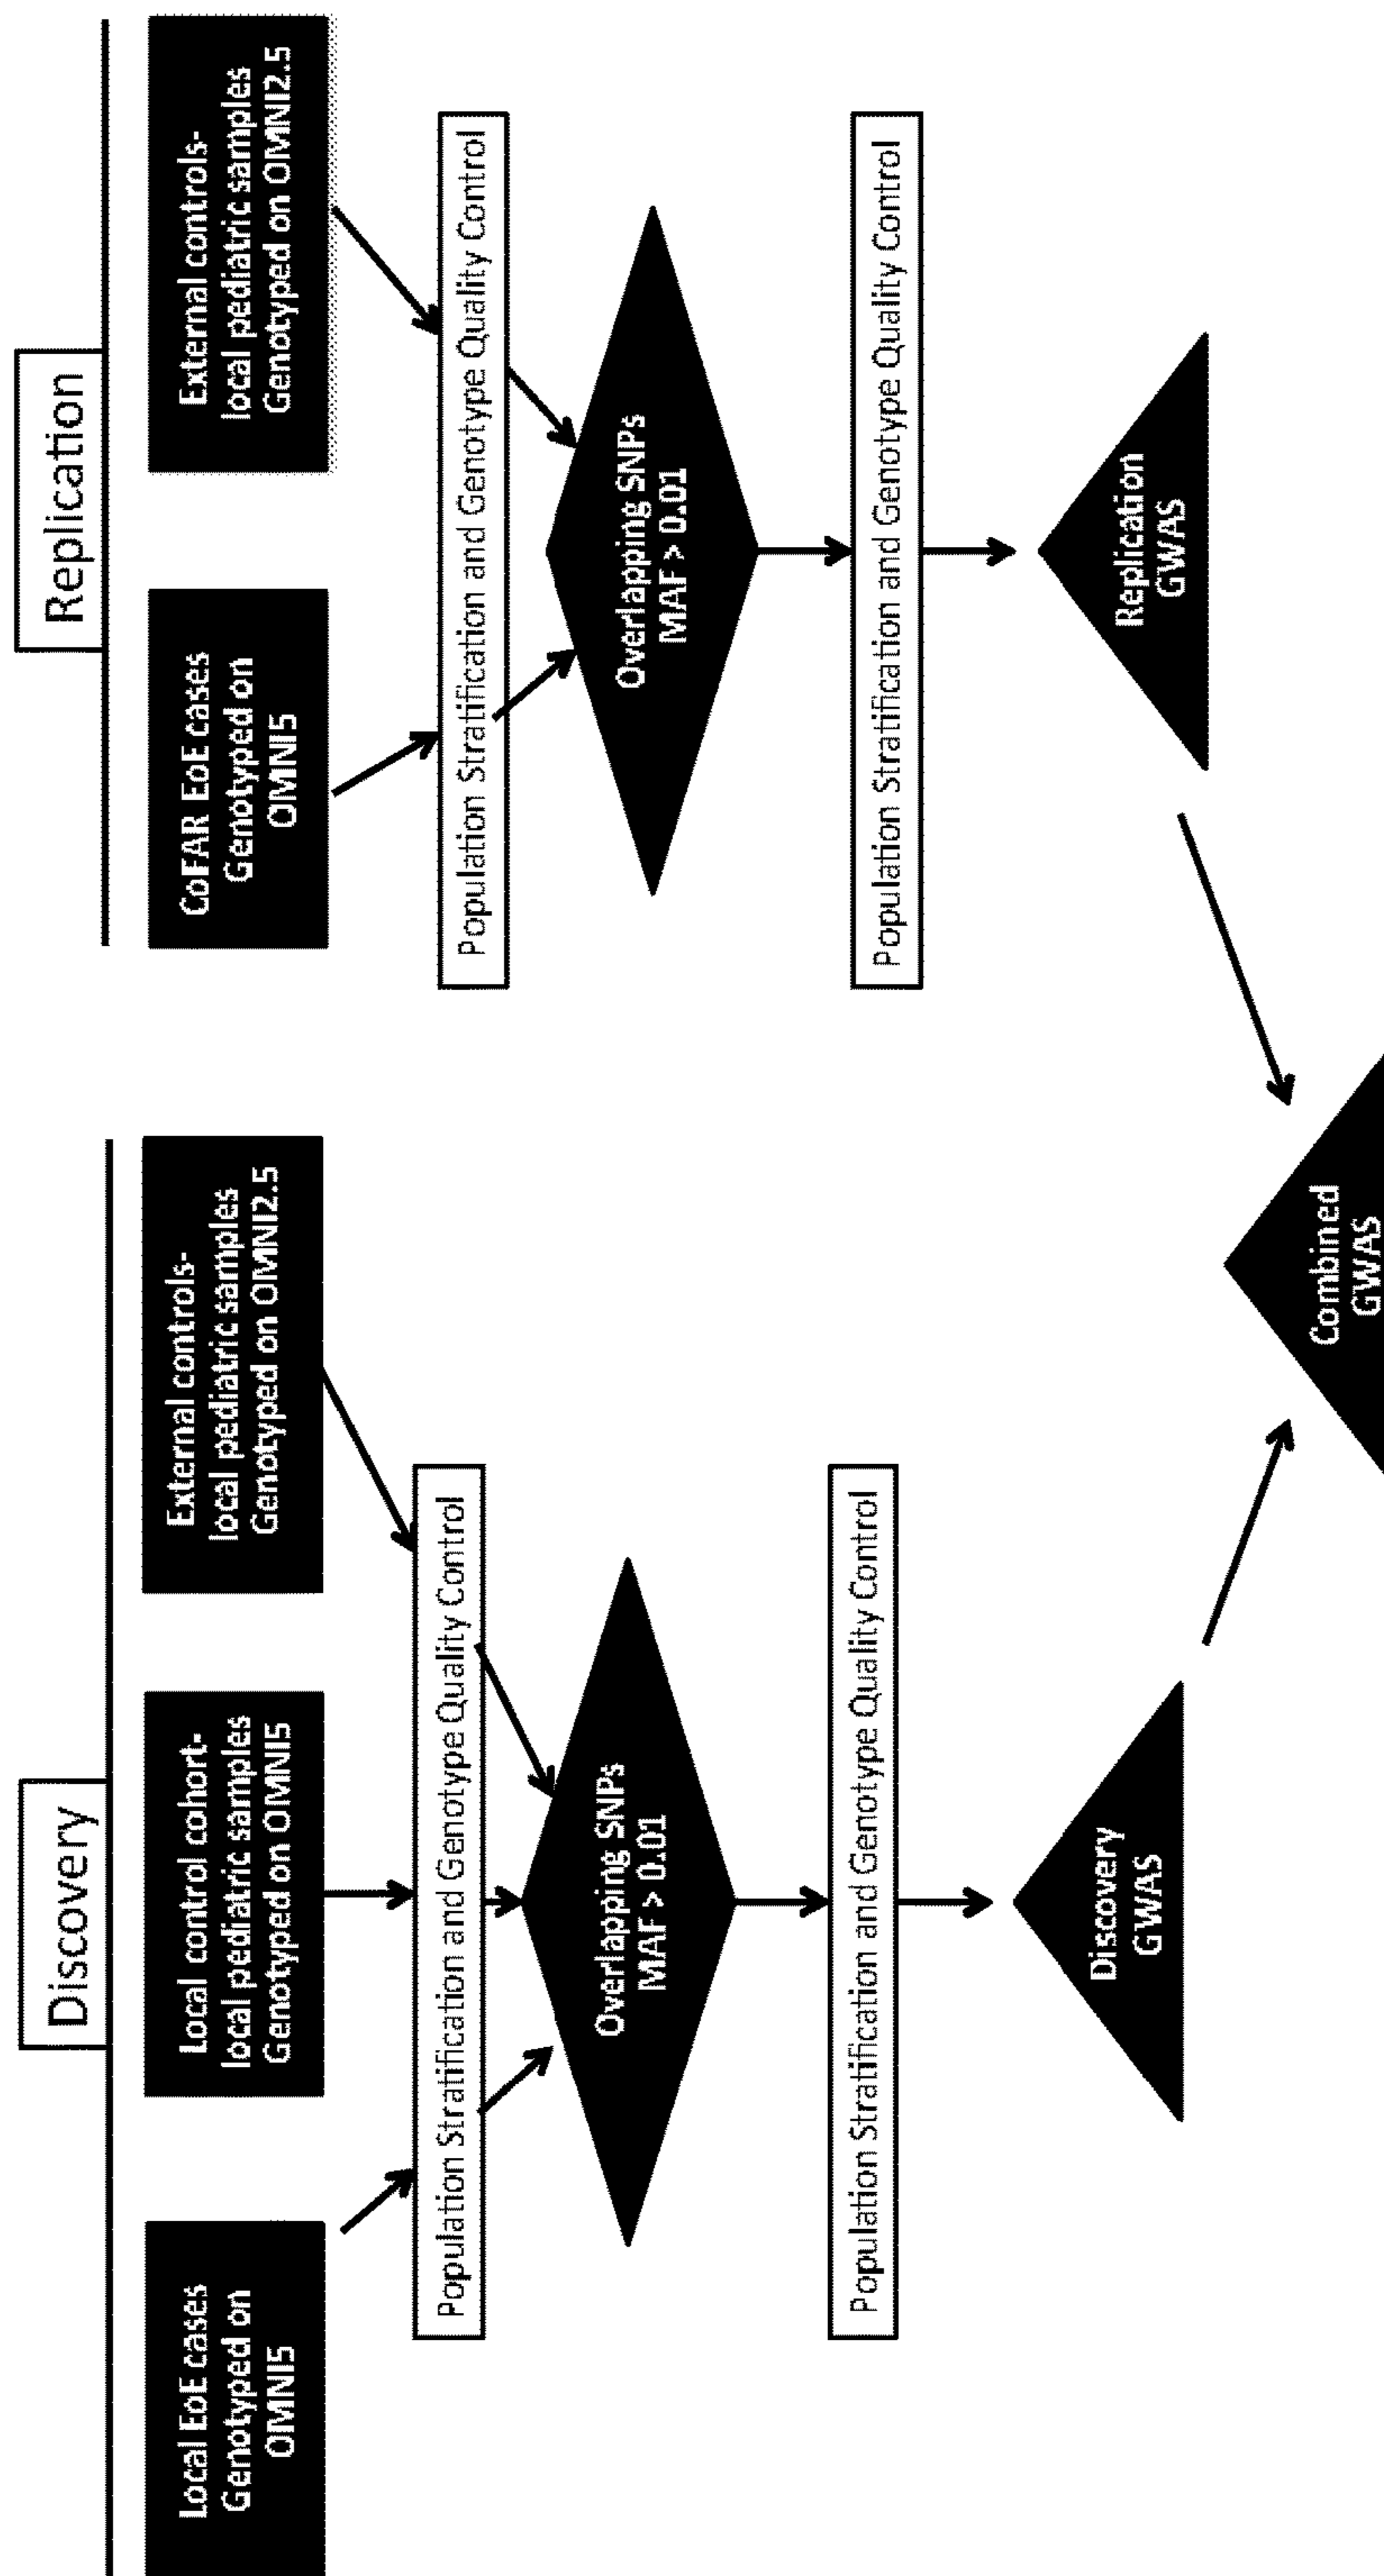 Discovery
Local EoE cases
Genotyped on
OMNI5
Local control cohort-
local pediatric samples
Genotyped on OMNI5
External controls-
local pediatric samples
Genotyped on OMNI2.5
Population Stratification and Genotype Quality Control
Overlapping SNPs
MAF > 0.01
Population Stratification and Genotype Quality Control
Discovery
GWAS
Replication
CoFAR EoE cases
Genotyped on
OMNI5
External controls-
local pediatric samples
Genotyped on OMNI2.5
Population Stratification and Genotype Quality Control
Overlapping SNPs
MAF > 0.01
Population Stratification and Genotype Quality Control
Replication
GWAS
Combined
GWAS